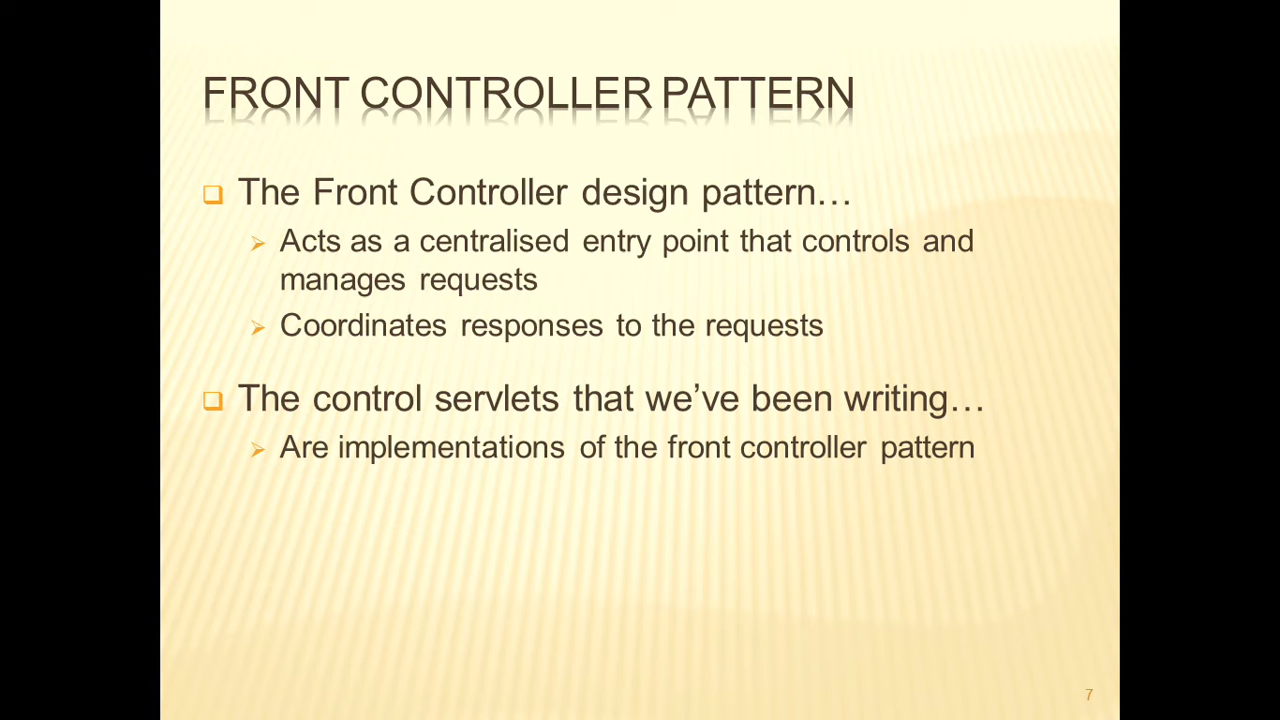 FRONT CONTROLLER PATTERN
The Front Controller design pattern…
Acts as a centralised entry point that controls and
manages requests
Coordinates responses to the requests
The control servlets that we’ve been writing…
Are implementations of the front controller pattern
7